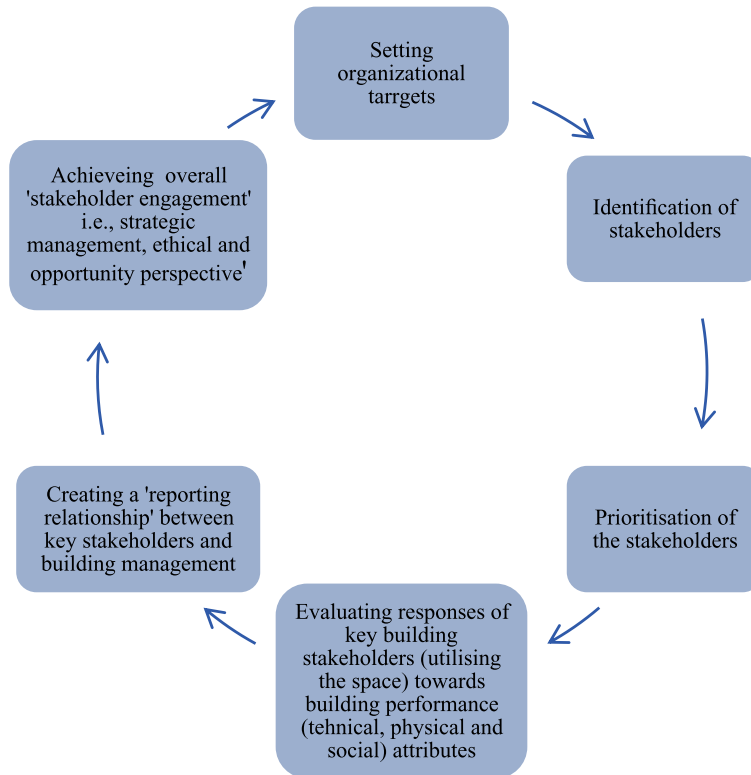 Setting
organizational
tarrgets
Identification of
stakeholders
Prioritisation of
the stakeholders
Evaluating responses of
key building
stakeholders (utilising
the space) towards
building performance
(tehnical, physical and
social) attributes
Creating a 'reporting
relationship' between
key stakeholders and
building management
Achieveing overall
'stakeholder engagement'
i.e., strategic
management, ethical and
opportunity perspective'